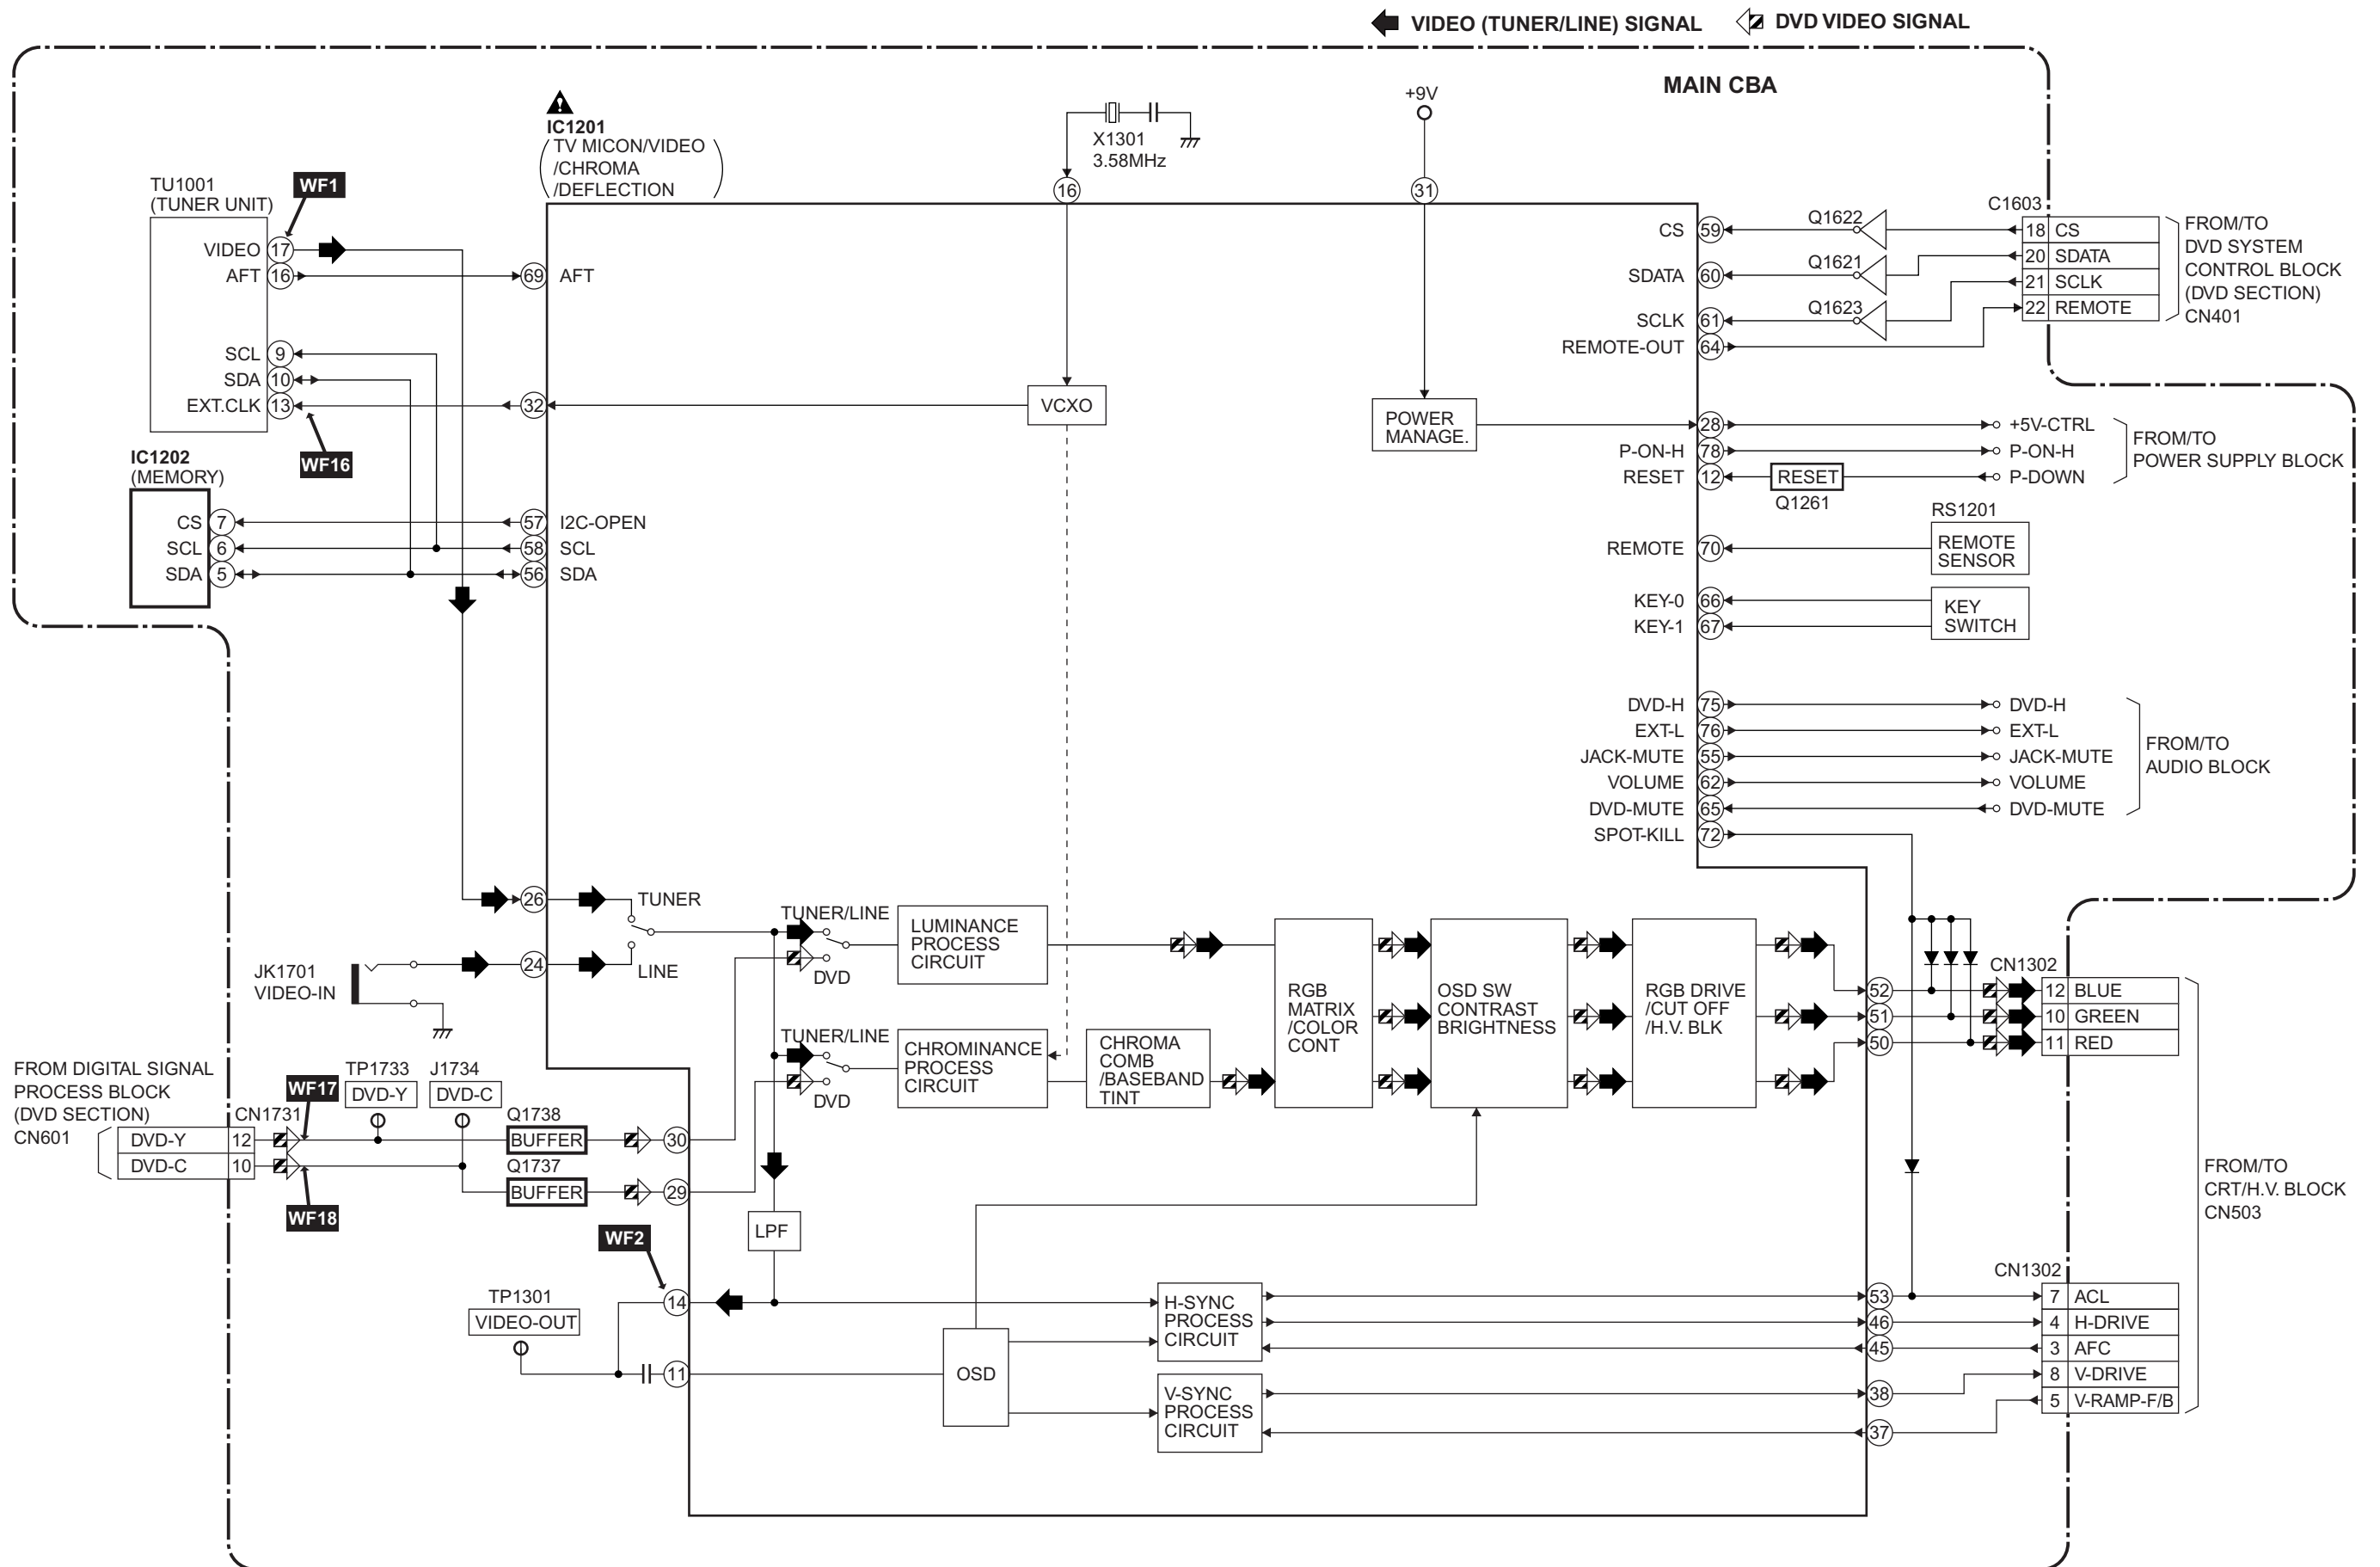 VIDEO (TUNER/LINE) SIGNAL
DVD VIDEO SIGNAL
MAIN CBA
IC1201
TV MICON/VIDEO
/CHROMA
/DEFLECTION
X1301
3.58MHz
+9V
16
31
TU1001
(TUNER UNIT)
WF1
VIDEO 17
AFT 16
69 AFT
SCL 9
SDA 10
EXT.CLK 13
32
WF16
VCXO
POWER
MANAGE.
IC1202
(MEMORY)
CS 7
SCL 6
SDA 5
57 I2C-OPEN
58 SCL
56 SDA
CS 59
SDATA 60
SCLK 61
REMOTE-OUT 64
Q1622
Q1621
Q1623
C1603
18 CS
20 SDATA
21 SCLK
22 REMOTE
FROM/TO
DVD SYSTEM
CONTROL BLOCK
(DVD SECTION)
CN401
28
P-ON-H 78
RESET 12
RESET
Q1261
+5V-CTRL
P-ON-H
P-DOWN
FROM/TO
POWER SUPPLY BLOCK
RS1201
REMOTE 70
REMOTE
SENSOR
KEY-0 66
KEY-1 67
KEY
SWITCH
DVD-H 75
EXT-L 76
JACK-MUTE 55
VOLUME 62
DVD-MUTE 65
SPOT-KILL 72
DVD-H
EXT-L
JACK-MUTE
VOLUME
DVD-MUTE
FROM/TO
AUDIO BLOCK
26
TUNER
24
LINE
JK1701
VIDEO-IN
TUNER/LINE
DVD
LUMINANCE
PROCESS
CIRCUIT
TUNER/LINE
DVD
CHROMINANCE
PROCESS
CIRCUIT
CHROMA
COMB
/BASEBAND
TINT
RGB
MATRIX
/COLOR
CONT
OSD SW
CONTRAST
BRIGHTNESS
RGB DRIVE
/CUT OFF
/H.V. BLK
52
51
50
CN1302
12 BLUE
10 GREEN
11 RED
FROM DIGITAL SIGNAL
PROCESS BLOCK
(DVD SECTION)
CN601
CN1731
DVD-Y 12
DVD-C 10
WF17
WF18
TP1733
DVD-Y
J1734
DVD-C
Q1738
BUFFER
Q1737
BUFFER
30
29
WF2
LPF
14
TP1301
VIDEO-OUT
11
OSD
H-SYNC
PROCESS
CIRCUIT
V-SYNC
PROCESS
CIRCUIT
53
46
45
38
37
CN1302
7 ACL
4 H-DRIVE
3 AFC
8 V-DRIVE
5 V-RAMP-F/B
FROM/TO
CRT/H.V. BLOCK
CN503